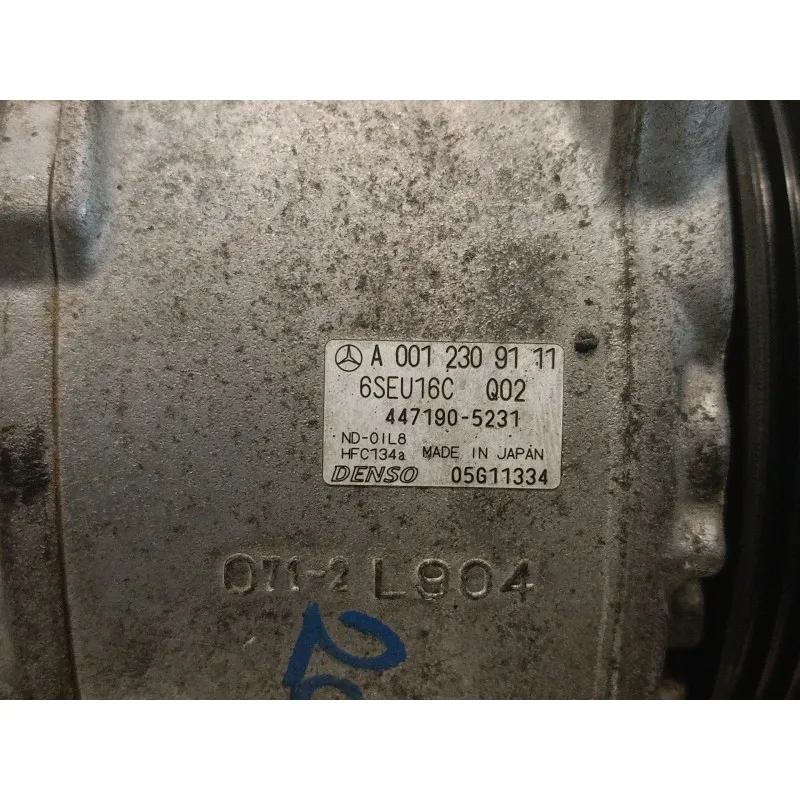 A 001 230 91 11
6SEU16C Q02
447190-5231
ND-OIL8
HFC134a MADE IN JAPAN
DENSO 05G11334
071-2 L904